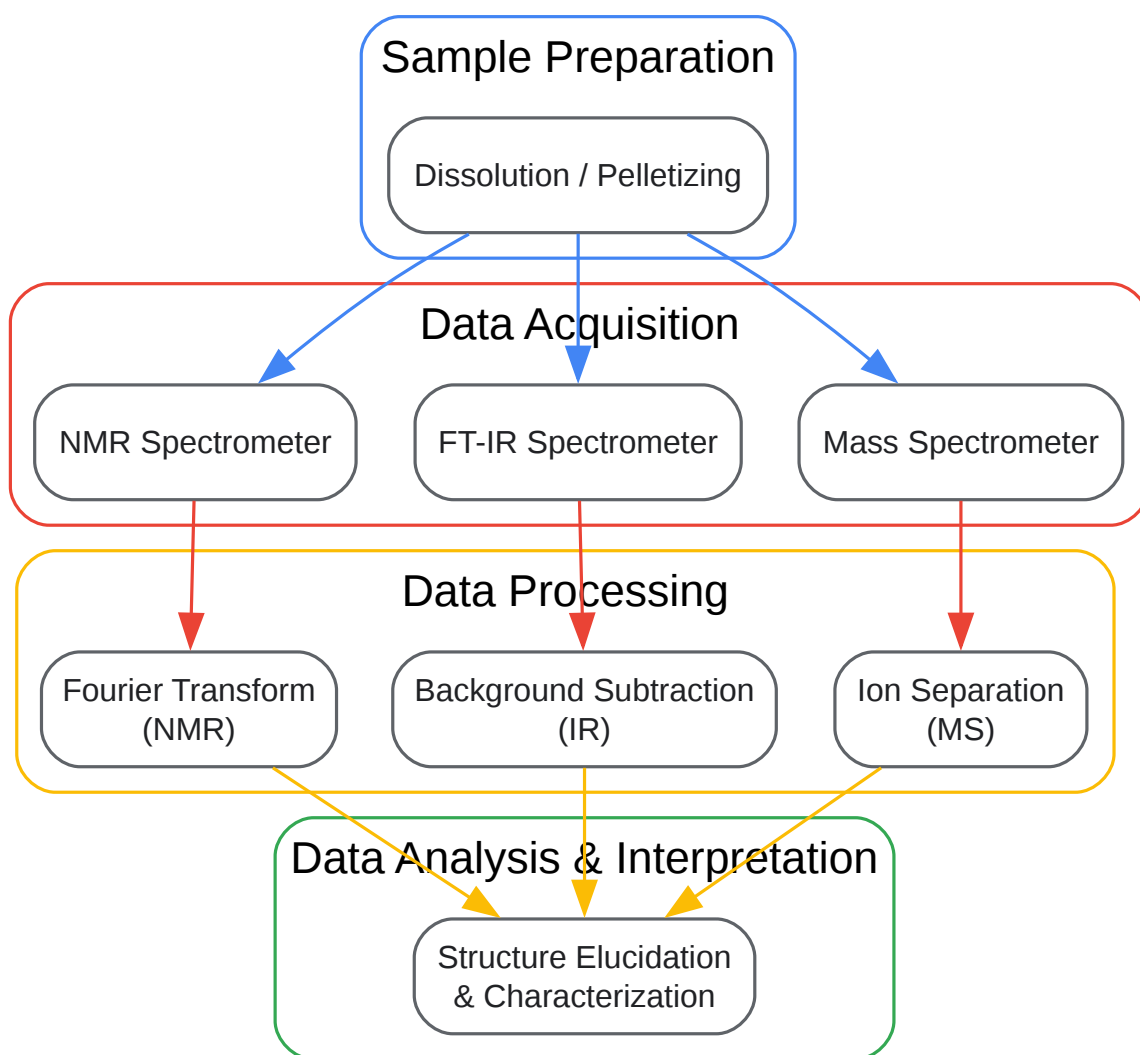 Sample Preparation
Dissolution / Pelletizing
Data Acquisition
NMR Spectrometer
FT-IR Spectrometer
Mass Spectrometer
Data Processing
Fourier Transform
(NMR)
Background Subtraction
(IR)
Ion Separation
(MS)
Data Analysis & Interpretation
Structure Elucidation
& Characterization